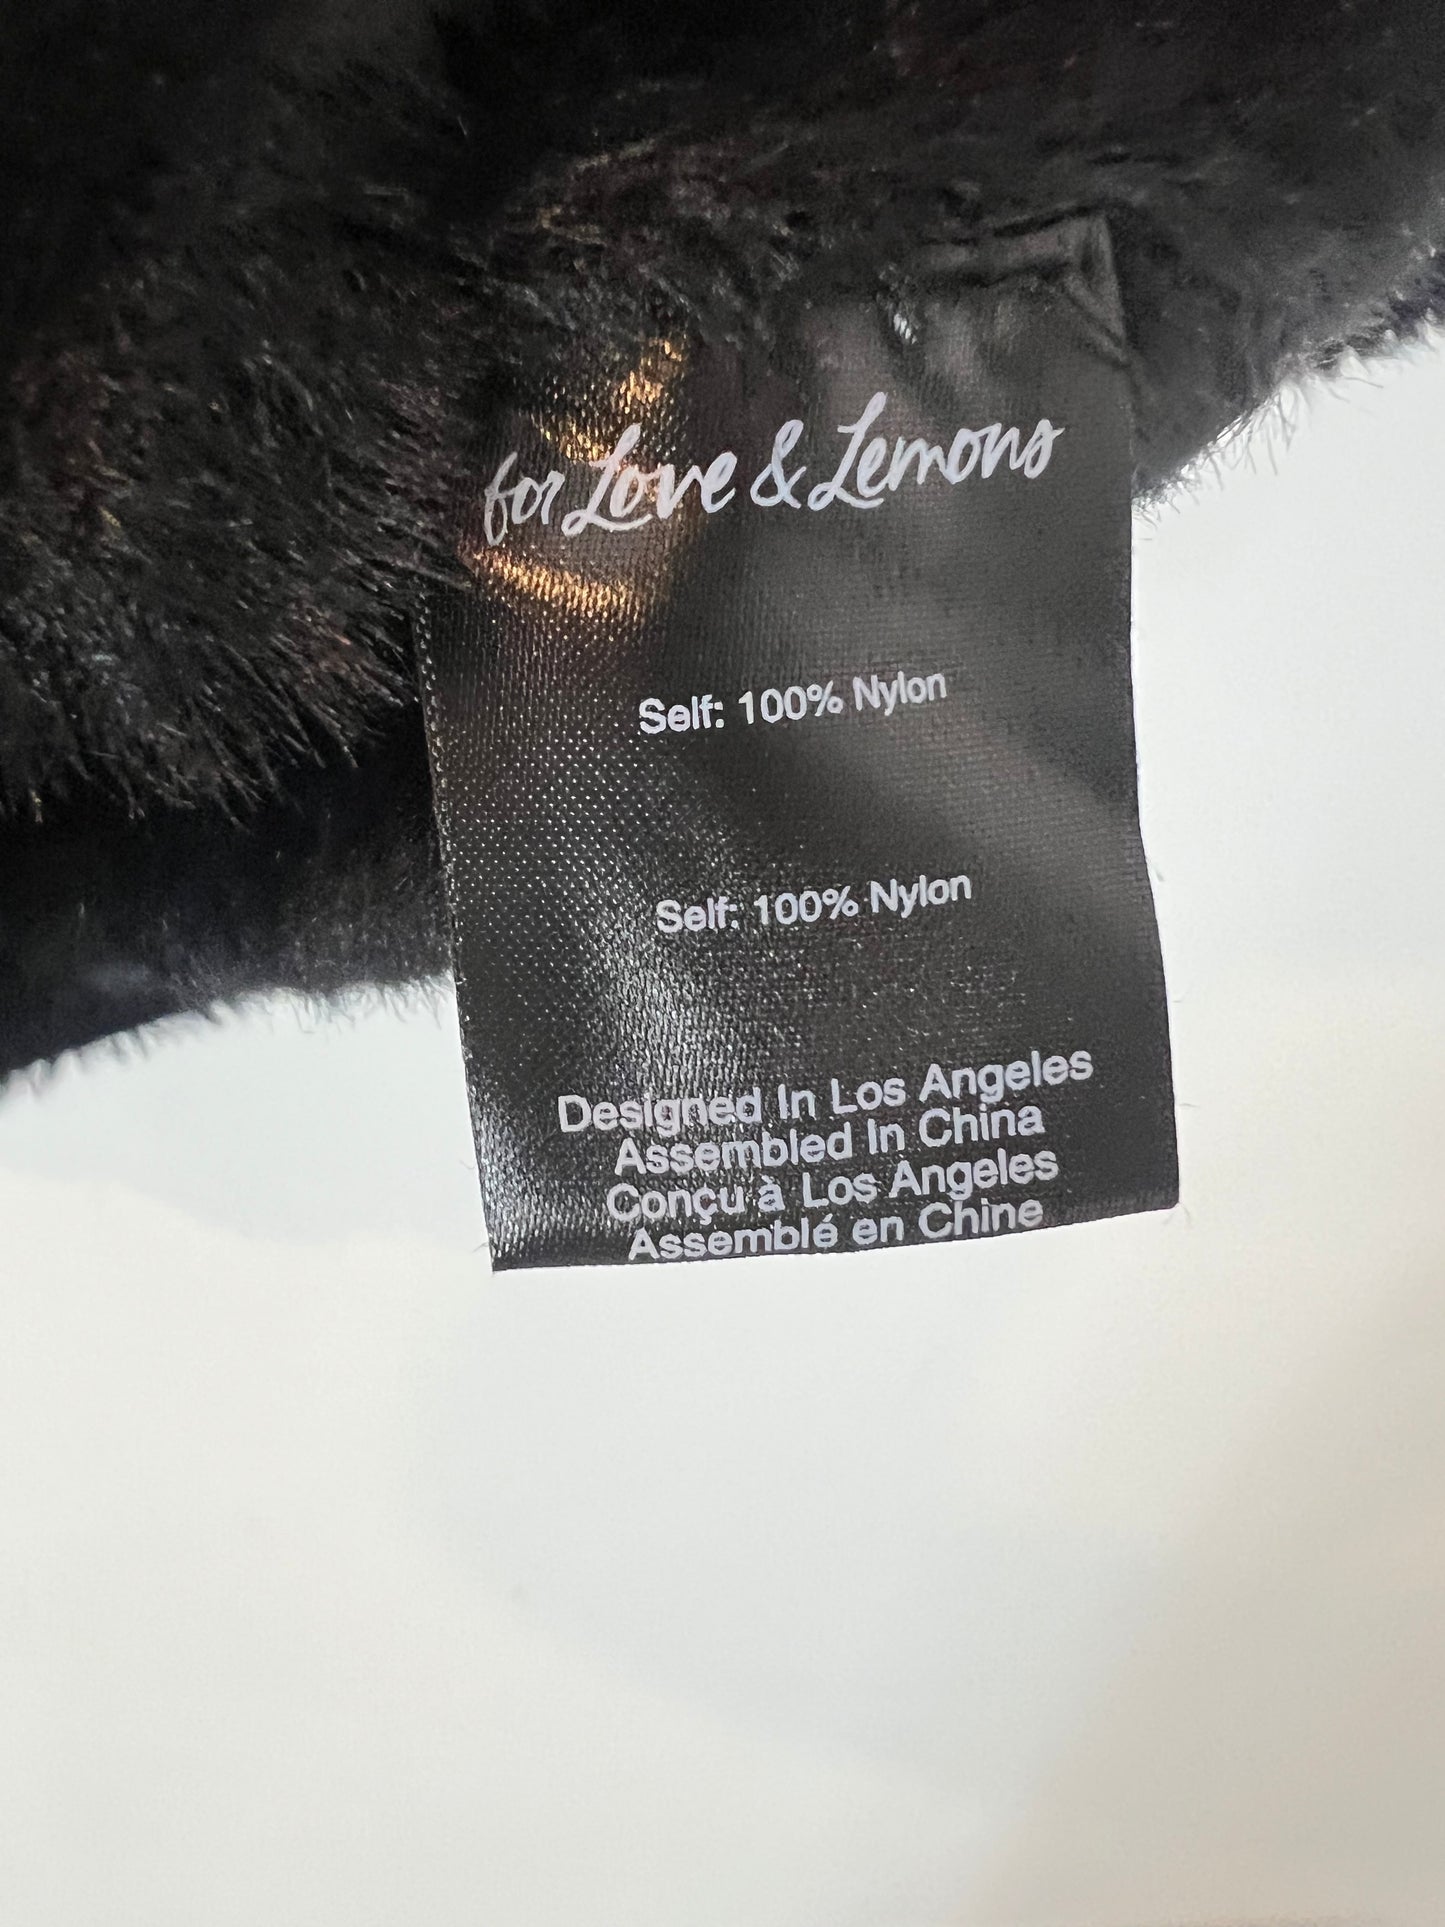 for Love & Lemons
Self: 100% Nylon
Self: 100% Nylon
Designed In Los Angeles
Assembled In China
Conçu à Los Angeles
Assemblé en Chine